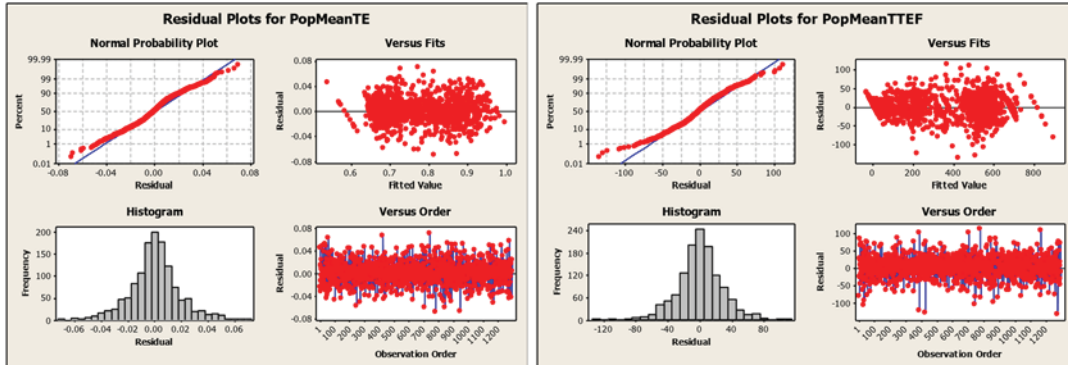 Residual Plots for PopMeanTE
Normal Probability Plot
Versus Fits
99.99
99
90
50
10
1
0.01
Percent
-0.08 -0.04 0.00 0.04 0.08
Residual
0.08
0.04
0.00
-0.04
-0.08
Residual
0.6 0.7 0.8 0.9 1.0
Fitted Value
Histogram
Versus Order
200
150
100
50
0
Frequency
-0.06 -0.04 -0.02 0.00 0.02 0.04 0.06
Residual
0.08
0.04
0.00
-0.04
-0.08
Residual
1 100 200 300 400 500 600 700 800 900 1000 1100 1200
Observation Order
Residual Plots for PopMeanTTEF
Normal Probability Plot
Versus Fits
99.99
99
90
50
10
1
0.01
Percent
-100 -50 0 50 100
Residual
100
50
0
-50
-100
Residual
0 200 400 600 800
Fitted Value
Histogram
Versus Order
240
180
120
60
0
Frequency
-120 -80 -40 0 40 80
Residual
100
50
0
-50
-100
Residual
1 100 200 300 400 500 600 700 800 900 1000 1100 1200
Observation Order